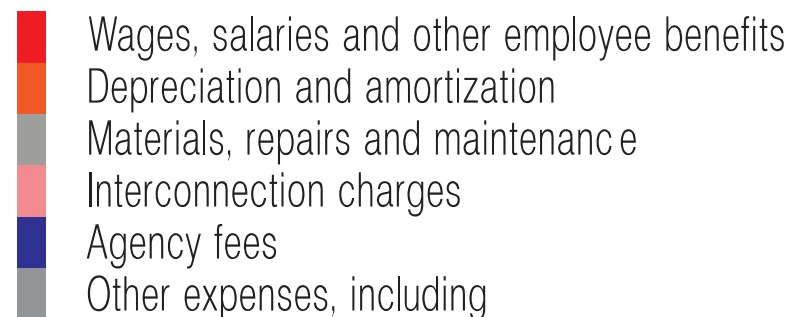 Wages, salaries and other employee benefits
Depreciation and amortization
Materials, repairs and maintenance
Interconnection charges
Agency fees
Other expenses, including